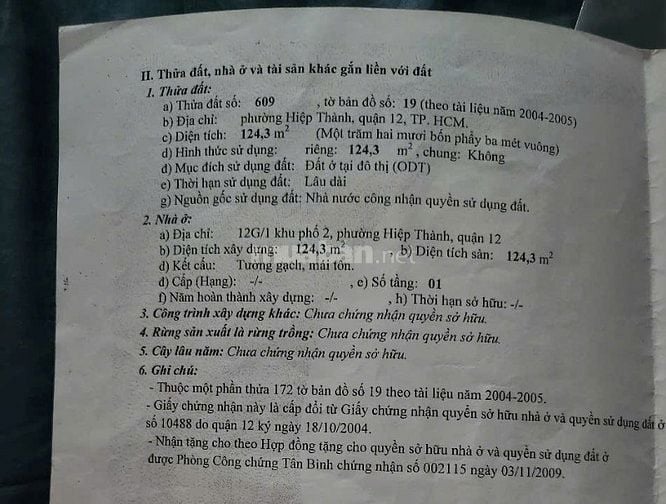 II. Thửa đất, nhà ở và tài sản khác gắn liền với đất
1. Thửa đất:
a) Thửa đất số: 609 , tờ bản đồ số: 19 (theo tài liệu năm 2004-2005)
b) Địa chỉ: phường Hiệp Thành, quận 12, TP. HCM.
c) Diện tích: 124,3 m² (Một trăm hai mươi bốn phẩy ba mét vuông)
d) Hình thức sử dụng: riêng: 124,3 m², chung: Không
đ) Mục đích sử dụng đất: Đất ở tại đô thị (ODT)
e) Thời hạn sử dụng đất: Lâu dài
g) Nguồn gốc sử dụng đất: Nhà nước công nhận quyền sử dụng đất.
2. Nhà ở:
a) Địa chỉ: 12G/1 khu phố 2, phường Hiệp Thành, quận 12
b) Diện tích xây dựng: 124,3 m² b) Diện tích sàn: 124,3 m²
d) Kết cấu: Tường gạch, mái tôn.
đ) Cấp (Hạng): -/- , e) Số tầng: 01
f) Năm hoàn thành xây dựng: -/- , h) Thời hạn sở hữu: -/-
3. Công trình xây dựng khác: Chưa chứng nhận quyền sở hữu.
4. Rừng sản xuất là rừng trồng: Chưa chứng nhận quyền sở hữu.
5. Cây lâu năm: Chưa chứng nhận quyền sở hữu.
6. Ghi chú:
- Thuộc một phần thửa 172 tờ bản đồ số 19 theo tài liệu năm 2004-2005.
- Giấy chứng nhận này là cấp đổi từ Giấy chứng nhận quyền sở hữu nhà ở và quyền sử dụng đất ở
số 10488 do quận 12 ký ngày 18/10/2004.
- Nhận tặng cho theo Hợp đồng tặng cho quyền sở hữu nhà ở và quyền sử dụng đất ở
được Phòng Công chứng Tân Bình chứng nhận số 002115 ngày 03/11/2009.